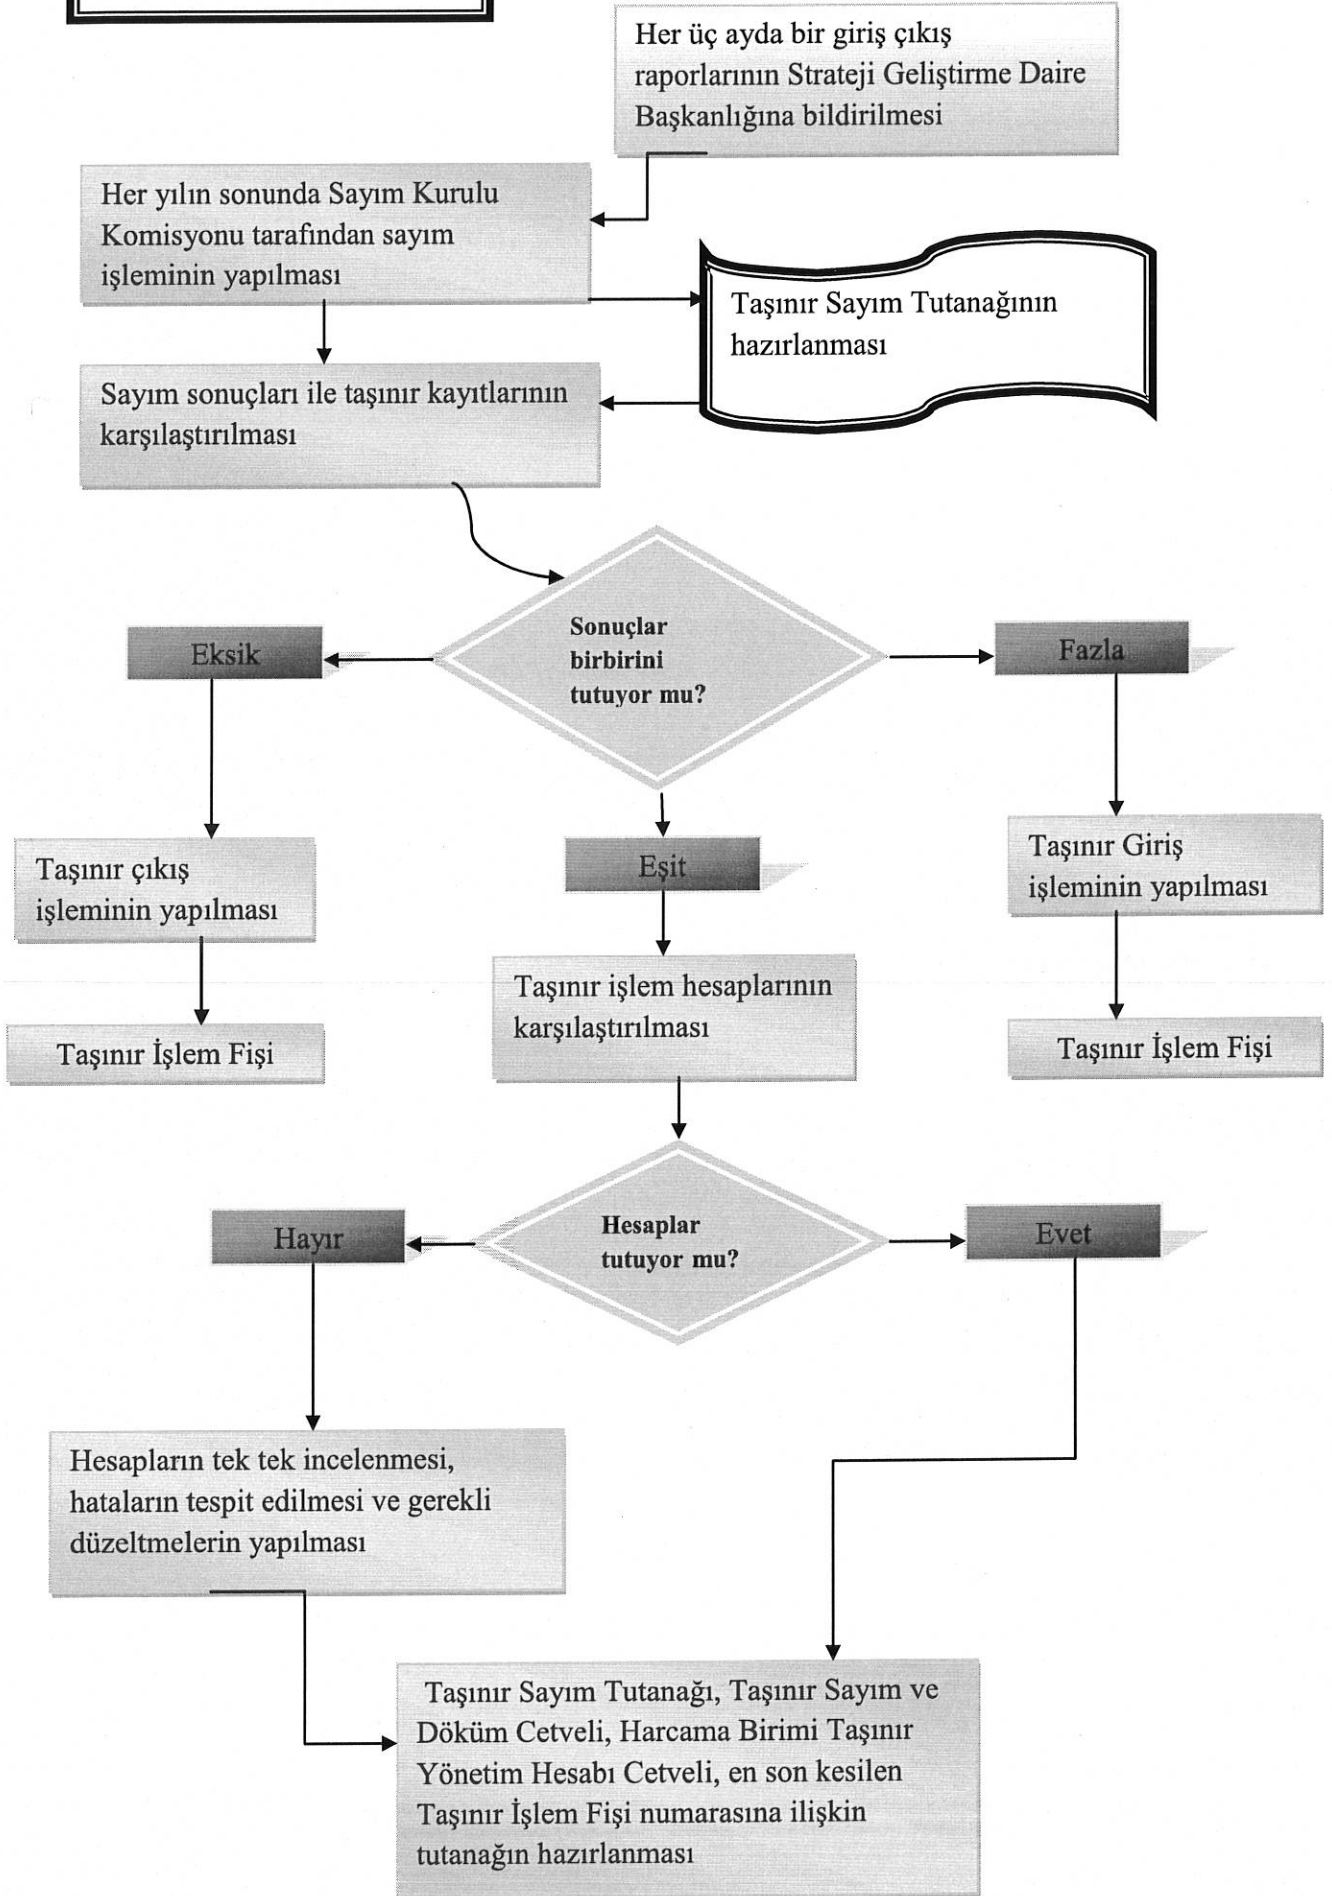 Her üç ayda bir giriş çıkış
raporlarının Strateji Geliştirme Daire
Başkanlığına bildirilmesi
Her yılın sonunda Sayım Kurulu
Komisyonu tarafından sayım
işleminin yapılması
Taşınır Sayım Tutanağının
hazırlanması
Sayım sonuçları ile taşınır kayıtlarının
karşılaştırılması
Sonuçlar
birbirini
tutuyor mu?
Eksik
Fazla
Taşınır çıkış
işleminin yapılması
Eşit
Taşınır Giriş
işleminin yapılması
Taşınır işlem hesaplarının
karşılaştırılması
Taşınır İşlem Fişi
Taşınır İşlem Fişi
Hesaplar
tutuyor mu?
Hayır
Evet
Hesapların tek tek incelenmesi,
hataların tespit edilmesi ve gerekli
düzeltmelerin yapılması
Taşınır Sayım Tutanağı, Taşınır Sayım ve
Döküm Cetveli, Harcama Birimi Taşınır
Yönetim Hesabı Cetveli, en son kesilen
Taşınır İşlem Fişi numarasına ilişkin
tutanağın hazırlanması